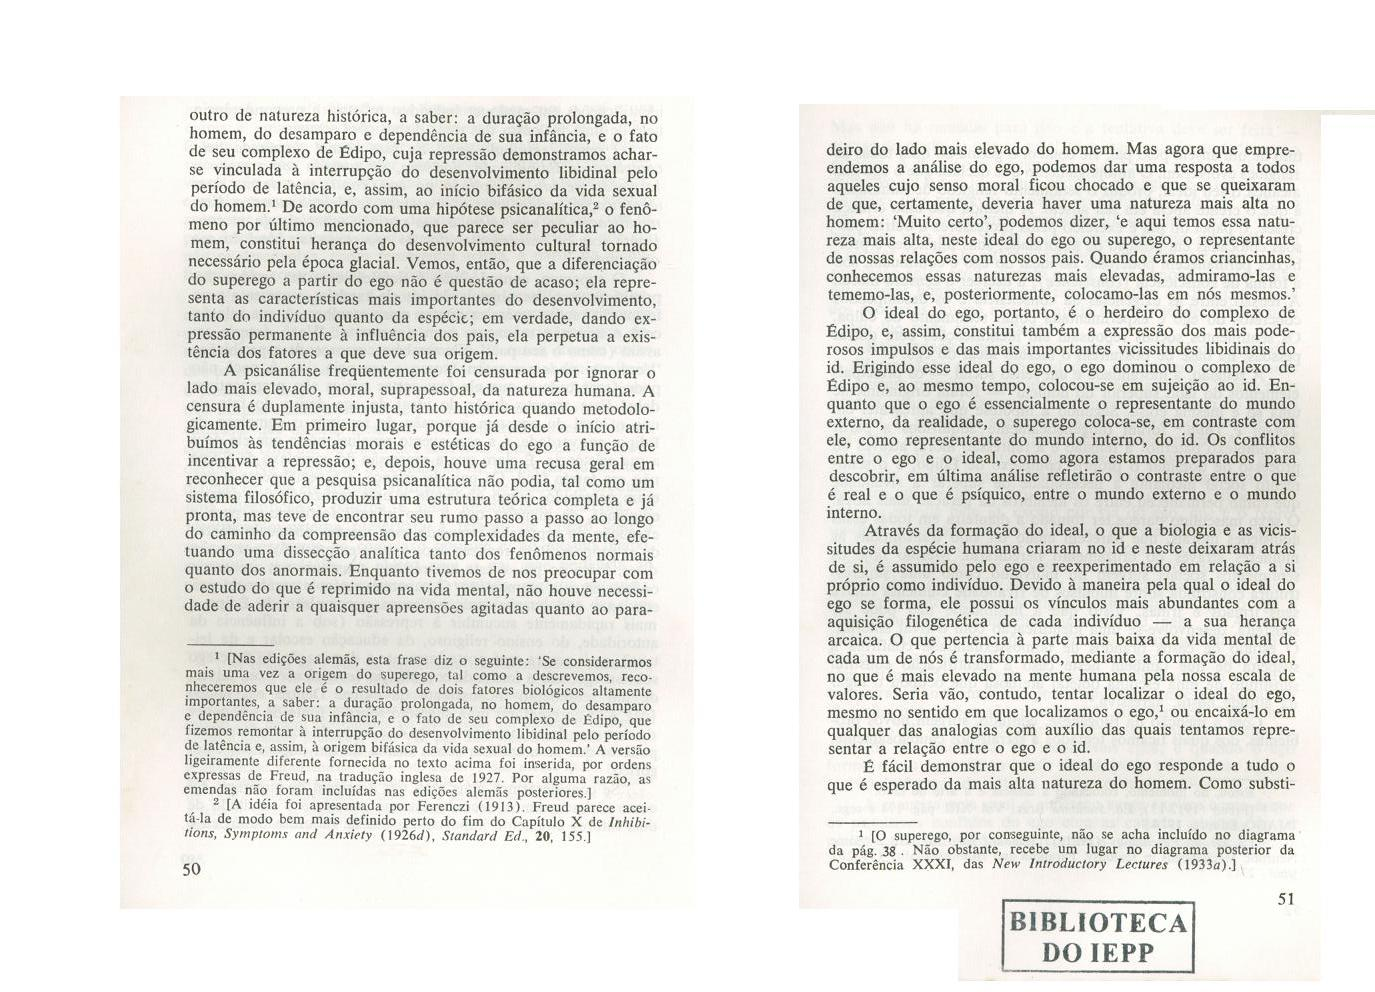 outro de natureza histórica, a saber: a duração prolongada, no
homem, do desamparo e dependência de sua infância, e o fato
de seu complexo de Édipo, cuja repressão demonstramos achar-
se vinculada à interrupção do desenvolvimento libidinal pelo
período de latência, e, assim, ao início bifásico da vida sexual
do homem.¹ De acordo com uma hipótese psicanalítica,² o fenô-
meno por último mencionado, que parece ser peculiar ao ho-
mem, constitui herança do desenvolvimento cultural tornado
necessário pela época glacial. Vemos, então, que a diferenciação
do superego a partir do ego não é questão de acaso; ela repre-
senta as características mais importantes do desenvolvimento,
tanto do indivíduo quanto da espécie; em verdade, dando ex-
pressão permanente à influência dos pais, ela perpetua a exis-
tência dos fatores a que deve sua origem.
A psicanálise freqüentemente foi censurada por ignorar o
lado mais elevado, moral, suprapessoal, da natureza humana. A
censura é duplamente injusta, tanto histórica quando metodolo-
gicamente. Em primeiro lugar, porque já desde o início atri-
buímos às tendências morais e estéticas do ego a função de
incentivar a repressão; e, depois, houve uma recusa geral em
reconhecer que a pesquisa psicanalítica não podia, tal como um
sistema filosófico, produzir uma estrutura teórica completa e já
pronta, mas teve de encontrar seu rumo passo a passo ao longo
do caminho da compreensão das complexidades da mente, efe-
tuando uma dissecção analítica tanto dos fenômenos normais
quanto dos anormais. Enquanto tivemos de nos preocupar com
o estudo do que é reprimido na vida mental, não houve necessi-
dade de aderir a quaisquer apreensões agitadas quanto ao para-
¹ [Nas edições alemãs, esta frase diz o seguinte: ‘Se considerarmos
mais uma vez a origem do superego, tal como a descrevemos, reco-
nheceremos que ele é o resultado de dois fatores biológicos altamente
importantes, a saber: a duração prolongada, no homem, do desamparo
e dependência de sua infância, e o fato de seu complexo de Édipo, que
fizemos remontar à interrupção do desenvolvimento libidinal pelo período
de latência e, assim, à origem bifásica da vida sexual do homem.’ A versão
ligeiramente diferente fornecida no texto acima foi inserida, por ordens
expressas de Freud, na tradução inglesa de 1927. Por alguma razão, as
emendas não foram incluídas nas edições alemãs posteriores.]
² [A idéia foi apresentada por Ferenczi (1913). Freud parece acei-
tá-la de modo bem mais definido perto do fim do Capítulo X de Inhibi-
tions, Symptoms and Anxiety (1926d), Standard Ed., 20, 155.]
50
deiro do lado mais elevado do homem. Mas agora que empre-
endemos a análise do ego, podemos dar uma resposta a todos
aqueles cujo senso moral ficou chocado e que se queixaram
de que, certamente, deveria haver uma natureza mais alta no
homem: ‘Muito certo’, podemos dizer, ‘e aqui temos essa natu-
reza mais alta, neste ideal do ego ou superego, o representante
de nossas relações com nossos pais. Quando éramos criancinhas,
conhecemos essas naturezas mais elevadas, admiramo-las e
tememo-las, e, posteriormente, colocamo-las em nós mesmos.’
O ideal do ego, portanto, é o herdeiro do complexo de
Édipo, e, assim, constitui também a expressão dos mais pode-
rosos impulsos e das mais importantes vicissitudes libidinais do
id. Erigindo esse ideal do ego, o ego dominou o complexo de
Édipo e, ao mesmo tempo, colocou-se em sujeição ao id. En-
quanto que o ego é essencialmente o representante do mundo
externo, da realidade, o superego coloca-se, em contraste com
ele, como representante do mundo interno, do id. Os conflitos
entre o ego e o ideal, como agora estamos preparados para
descobrir, em última análise refletirão o contraste entre o que
é real e o que é psíquico, entre o mundo externo e o mundo
interno.
Através da formação do ideal, o que a biologia e as vicis-
situdes da espécie humana criaram no id e neste deixaram atrás
de si, é assumido pelo ego e reexperimentado em relação a si
próprio como indivíduo. Devido à maneira pela qual o ideal do
ego se forma, ele possui os vínculos mais abundantes com a
aquisição filogenética de cada indivíduo — a sua herança
arcaica. O que pertencia à parte mais baixa da vida mental de
cada um de nós é transformado, mediante a formação do ideal,
no que é mais elevado na mente humana pela nossa escala de
valores. Seria vão, contudo, tentar localizar o ideal do ego,
mesmo no sentido em que localizamos o ego,¹ ou encaixá-lo em
qualquer das analogias com auxílio das quais tentamos repre-
sentar a relação entre o ego e o id.
É fácil demonstrar que o ideal do ego responde a tudo o
que é esperado da mais alta natureza do homem. Como substi-
¹ [O superego, por conseguinte, não se acha incluído no diagrama
da pág. 38 . Não obstante, recebe um lugar no diagrama posterior da
Conferência XXXI, das New Introductory Lectures (1933a).]
51
BIBLIOTECA
DO IEPP